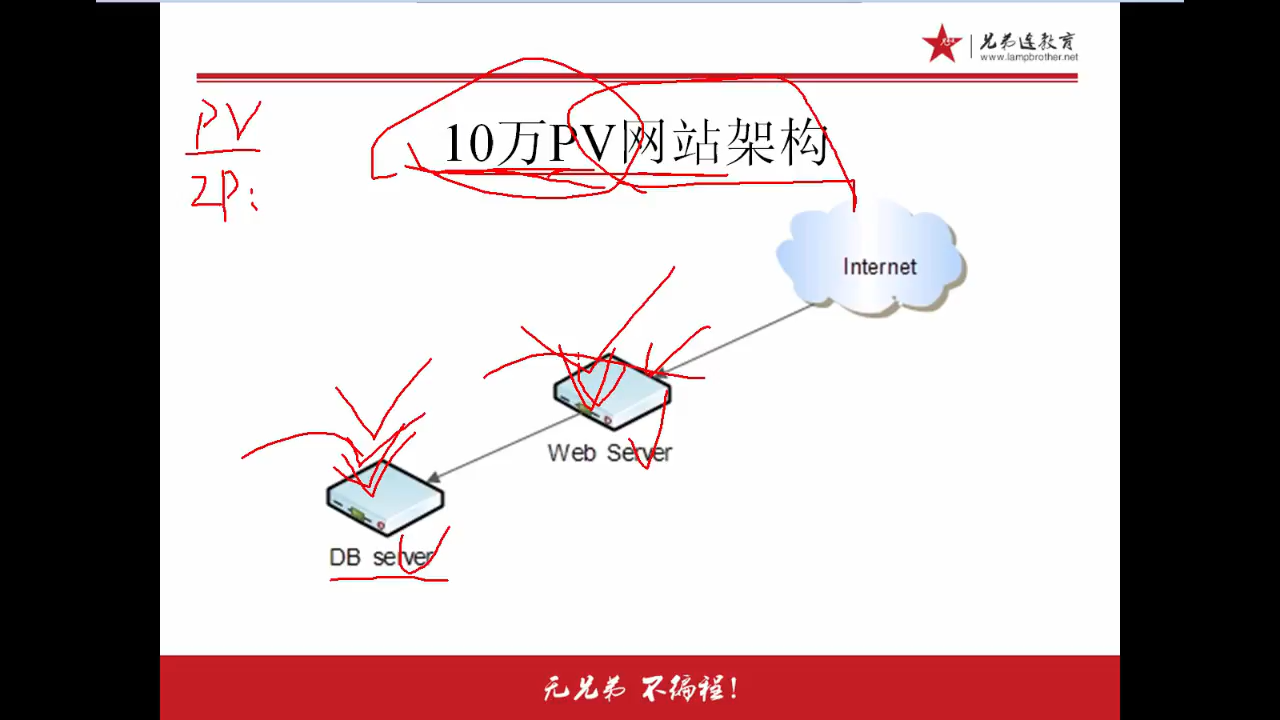 兄弟连教育
www.lampbrother.net
PV
IP:
10万PV网站架构
Internet
Web Server
DB server
无兄弟 不编程!